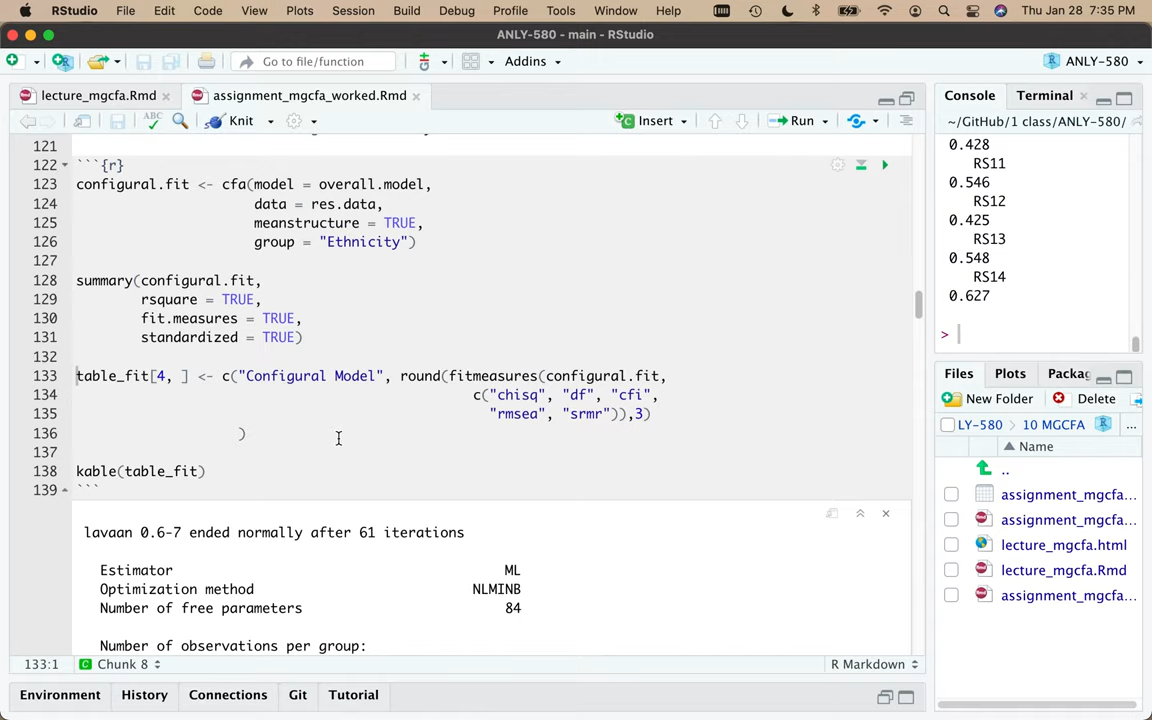 RStudio File Edit Code View Plots Session Build Debug Profile Tools Window Help Thu Jan 28 7:35 PM
ANLY-580 - main - RStudio
Go to file/function Addins ANLY-580
lecture_mgcfa.Rmd assignment_mgcfa_worked.Rmd
ABC Knit Insert Run
121
122 ```{r}
123 configural.fit <- cfa(model = overall.model,
124 data = res.data,
125 meanstructure = TRUE,
126 group = "Ethnicity")
127
128 summary(configural.fit,
129 rsquare = TRUE,
130 fit.measures = TRUE,
131 standardized = TRUE)
132
133 table_fit[4, ] <- c("Configural Model", round(fitmeasures(configural.fit,
134 c("chisq", "df", "cfi",
135 "rmsea", "srmr")),3)
136 )
137
138 kable(table_fit)
139 ```
lavaan 0.6-7 ended normally after 61 iterations
Estimator ML
Optimization method NLMINB
Number of free parameters 84
Number of observations per group:
133:1 Chunk 8 R Markdown
Environment History Connections Git Tutorial
Console Terminal
~/GitHub/1 class/ANLY-580/
0.428
RS11
0.546
RS12
0.425
RS13
0.548
RS14
0.627
>
Files Plots Packag
New Folder Delete
LY-580 > 10 MGCFA ...
Name
..
assignment_mgcfa...
assignment_mgcfa...
lecture_mgcfa.html
lecture_mgcfa.Rmd
assignment_mgcfa...